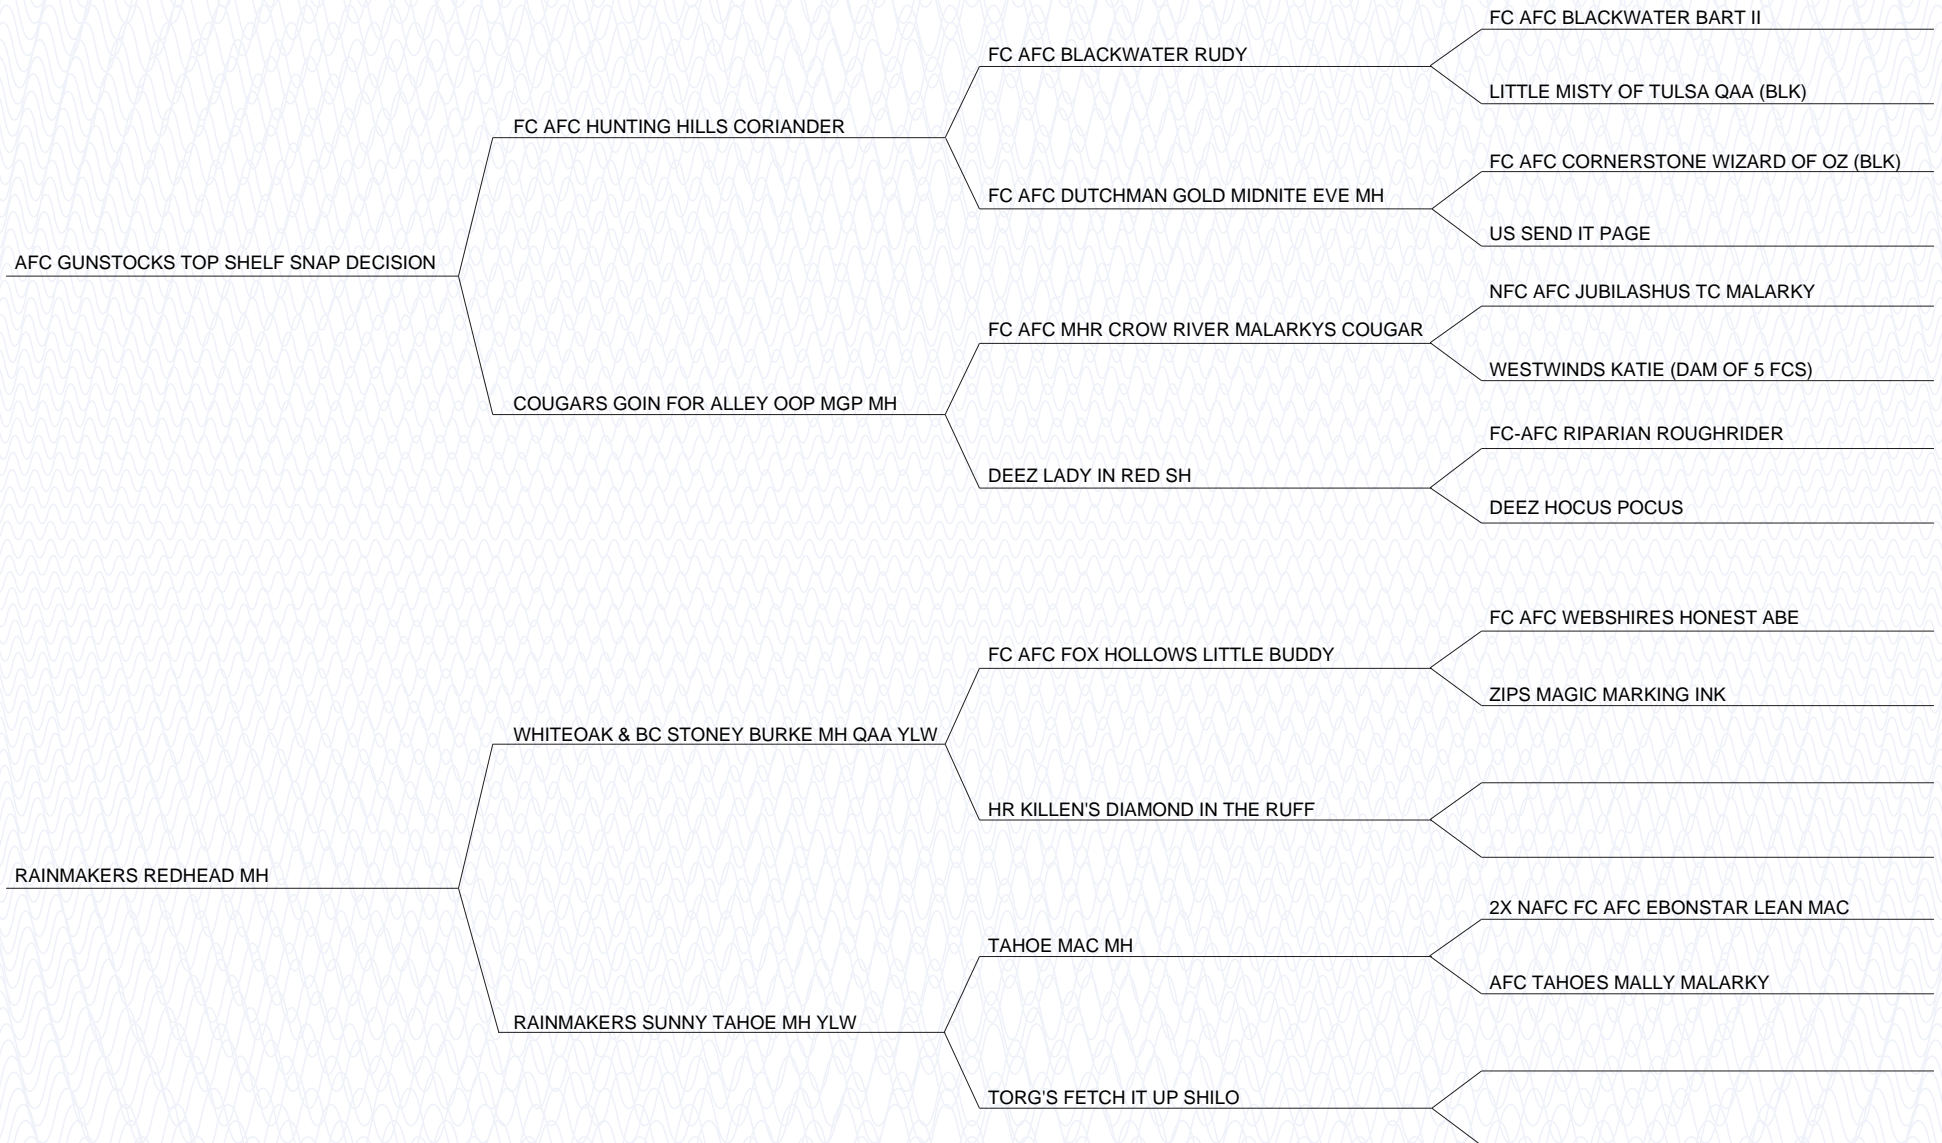 FC AFC BLACKWATER BART II
FC AFC BLACKWATER RUDY
LITTLE MISTY OF TULSA QAA (BLK)
FC AFC HUNTING HILLS CORIANDER
FC AFC CORNERSTONE WIZARD OF OZ (BLK)
FC AFC DUTCHMAN GOLD MIDNITE EVE MH
US SEND IT PAGE
AFC GUNSTOCKS TOP SHELF SNAP DECISION
NFC AFC JUBILASHUS TC MALARKY
FC AFC MHR CROW RIVER MALARKYS COUGAR
WESTWINDS KATIE (DAM OF 5 FCS)
COUGARS GOIN FOR ALLEY OOP MGP MH
FC-AFC RIPARIAN ROUGHRIDER
DEEZ LADY IN RED SH
DEEZ HOCUS POCUS
FC AFC WEBSHIRES HONEST ABE
FC AFC FOX HOLLOWS LITTLE BUDDY
ZIPS MAGIC MARKING INK
WHITEOAK & BC STONEY BURKE MH QAA YLW
HR KILLEN'S DIAMOND IN THE RUFF
RAINMAKERS REDHEAD MH
2X NAFC FC AFC EBONSTAR LEAN MAC
TAHOE MAC MH
AFC TAHOES MALLY MALARKY
RAINMAKERS SUNNY TAHOE MH YLW
TORG'S FETCH IT UP SHILO